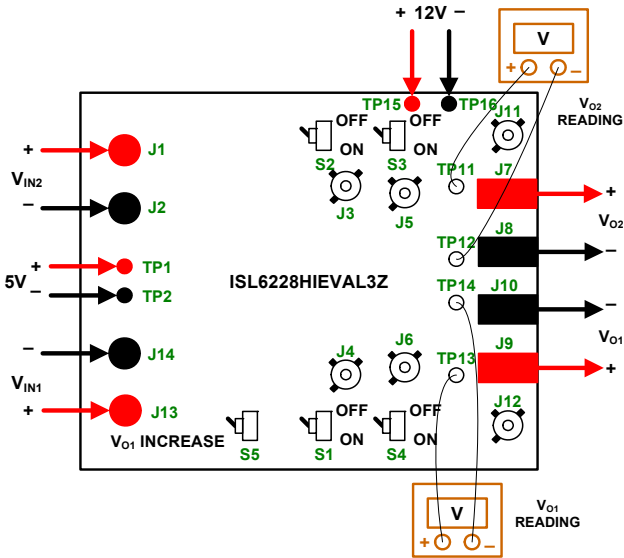 + 12V –
V
+ –
VO2
READING
TP15
TP16
OFF
OFF
J11
ON
ON
S2
S3
+
J1
VIN2
–
J2
J3
J5
TP11
J7
+
VO2
J8
–
TP12
+
TP1
5V
–
TP2
ISL6228HIEVAL3Z
TP14
J10
–
VO1
J9
+
–
J14
VIN1
+
J13
J4
J6
TP13
J12
OFF
OFF
VO1 INCREASE
ON
ON
S5
S1
S4
V
+ –
VO1
READING